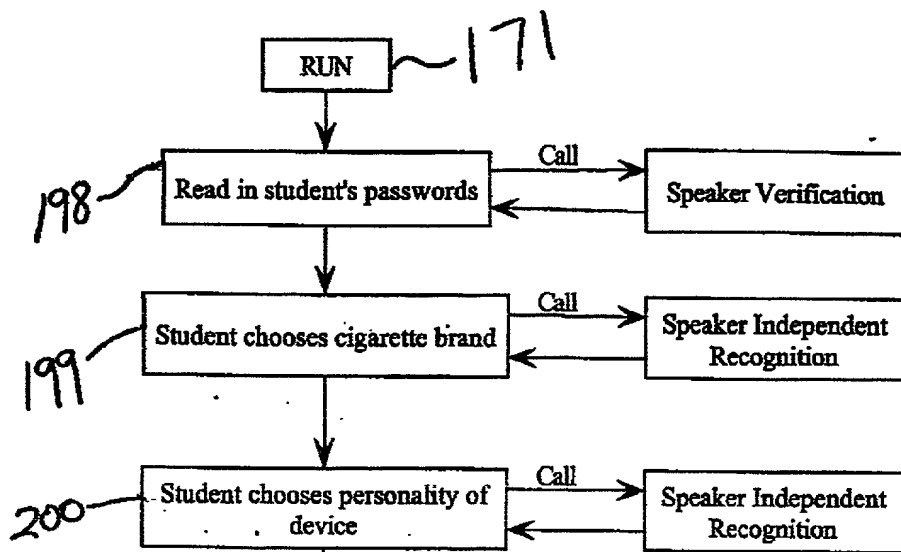 RUN
171
198
Read in student's passwords
Call
Speaker Verification
199
Student chooses cigarette brand
Call
Speaker Independent
Recognition
200
Student chooses personality of
device
Call
Speaker Independent
Recognition